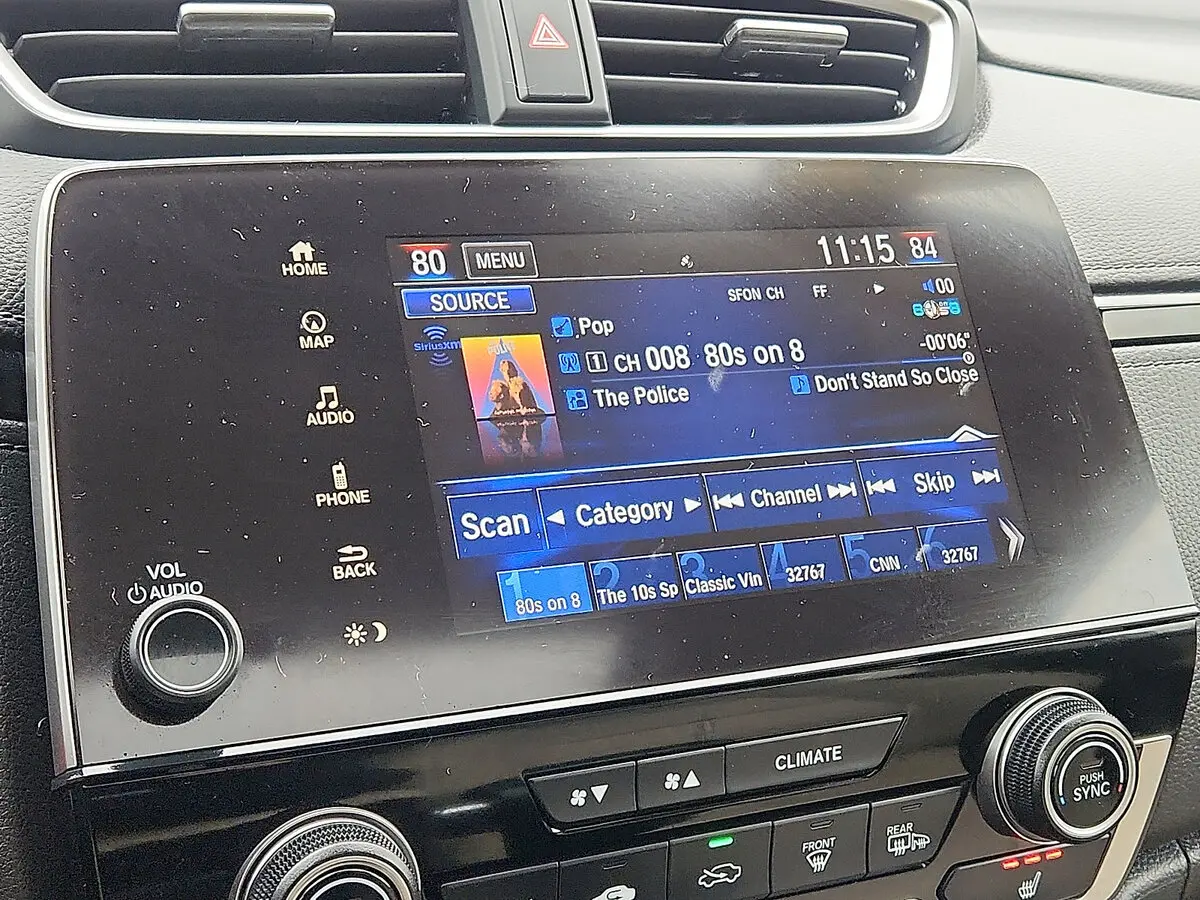 HOME
MAP
AUDIO
PHONE
BACK
VOL
AUDIO
80 MENU 11:15 84
SOURCE SFON CH FF 00
SiriusXM
Pop
-00'06"
1 CH 008 80s on 8
The Police Don't Stand So Close
Scan Category Channel Skip
1 80s on 8
2 The 10s Sp
3 Classic Vin
4 32767
5 CNN
6 32767
CLIMATE
PUSH
SYNC
FRONT
REAR